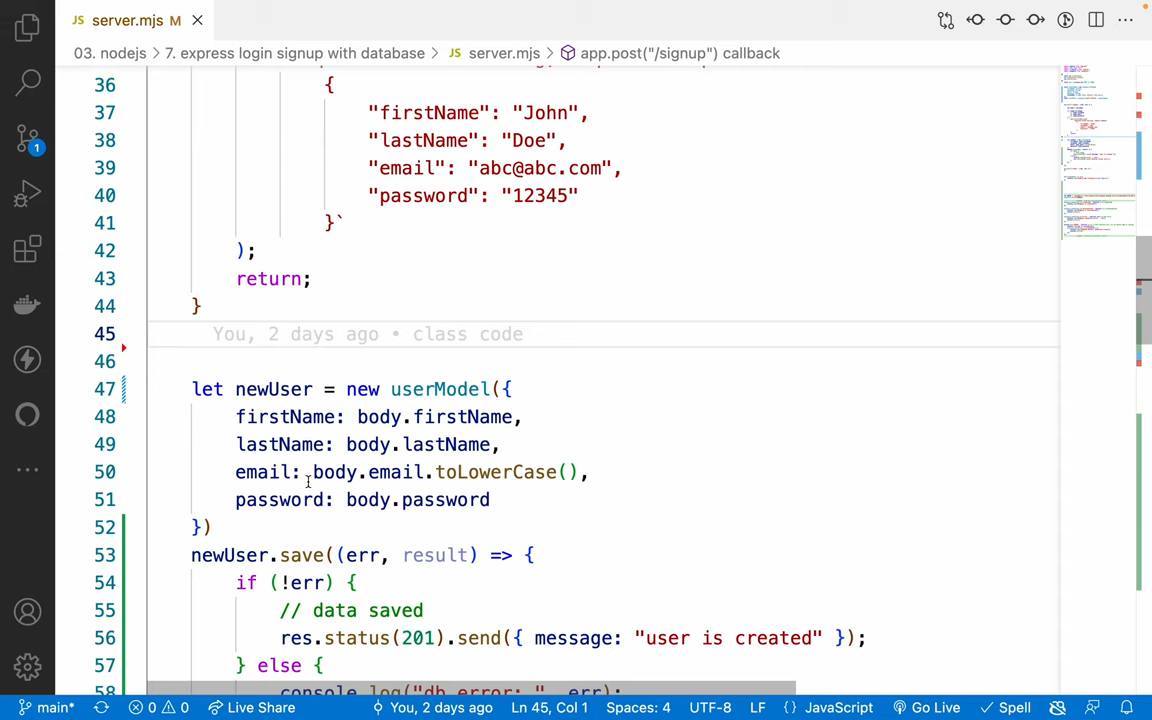 JS server.mjs M
03. nodejs > 7. express login signup with database > JS server.mjs > app.post("/signup") callback
36 {
37 "firstName": "John",
38 "lastName": "Doe",
39 "email": "abc@abc.com",
40 "password": "12345"
41 }`
42 );
43 return;
44 }
45 You, 2 days ago • class code
46
47 let newUser = new userModel({
48 firstName: body.firstName,
49 lastName: body.lastName,
50 email: body.email.toLowerCase(),
51 password: body.password
52 })
53 newUser.save((err, result) => {
54 if (!err) {
55 // data saved
56 res.status(201).send({ message: "user is created" });
57 } else {
58 console.log("db error: ", err);
1
main* 0 0 Live Share You, 2 days ago Ln 45, Col 1 Spaces: 4 UTF-8 LF {} JavaScript Go Live Spell